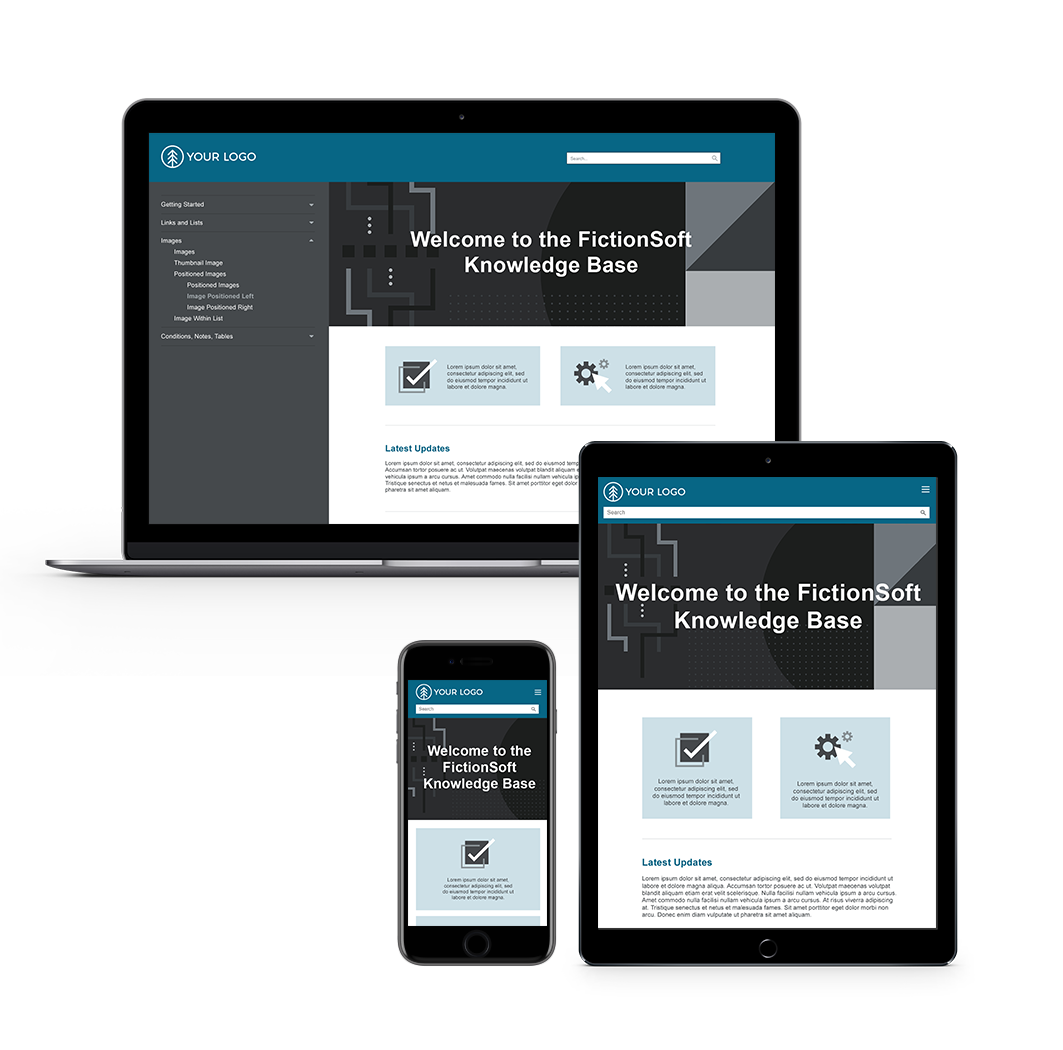 YOUR LOGO
Search...
Getting Started
Links and Lists
Images
Images
Thumbnail Image
Positioned Images
Positioned Images
Image Positioned Left
Image Positioned Right
Image Within List
Conditions, Notes, Tables
Welcome to the FictionSoft
Knowledge Base
Lorem ipsum dolor sit amet,
consectetur adipiscing elit, sed
do eiusmod tempor incididunt ut
labore et dolore magna.
Lorem ipsum dolor sit amet,
consectetur adipiscing elit, sed
do eiusmod tempor incididunt ut
labore et dolore magna.
Latest Updates
Lorem ipsum dolor sit amet, consectetur adipiscing elit, sed do eiusmod temp
Accumsan tortor posuere ac ut. Volutpat maecenas volutpat blandit aliquam e
vehicula ipsum a arcu cursus. Am commodo nulla facilisi nullam vehicula ips
Tristique senectus et netus et malesuada fames. Sit amet porttitor eget dolor
pharetra sit amet aliquam.
YOUR LOGO
Search
Welcome to the FictionSoft
Knowledge Base
Lorem ipsum dolor sit amet,
consectetur adipiscing elit, sed
do eiusmod tempor incididunt ut
labore et dolore magna.
Lorem ipsum dolor sit amet,
consectetur adipiscing elit, sed
do eiusmod tempor incididunt ut
labore et dolore magna.
Latest Updates
Lorem ipsum dolor sit amet, consectetur adipiscing elit, sed do eiusmod tempor incididunt ut
labore et dolore magna aliqua. Accumsan tortor posuere ac ut. Volutpat maecenas volutpat
blandit aliquam etiam erat velit scelerisque. Nulla facilisi nullam vehicula ipsum a arcu cursus.
Amet commodo nulla facilisi nullam vehicula ipsum a arcu cursus. At risus viverra adipiscing
at. Tristique senectus et netus et malesuada fames. Sit amet porttitor eget dolor morbi non
arcu. Donec enim diam vulputate ut pharetra sit amet aliquam.
YOUR LOGO
Search
Welcome to the
FictionSoft
Knowledge Base
Lorem ipsum dolor sit amet,
consectetur adipiscing elit, sed
do eiusmod tempor incididunt ut
labore et dolore magna.